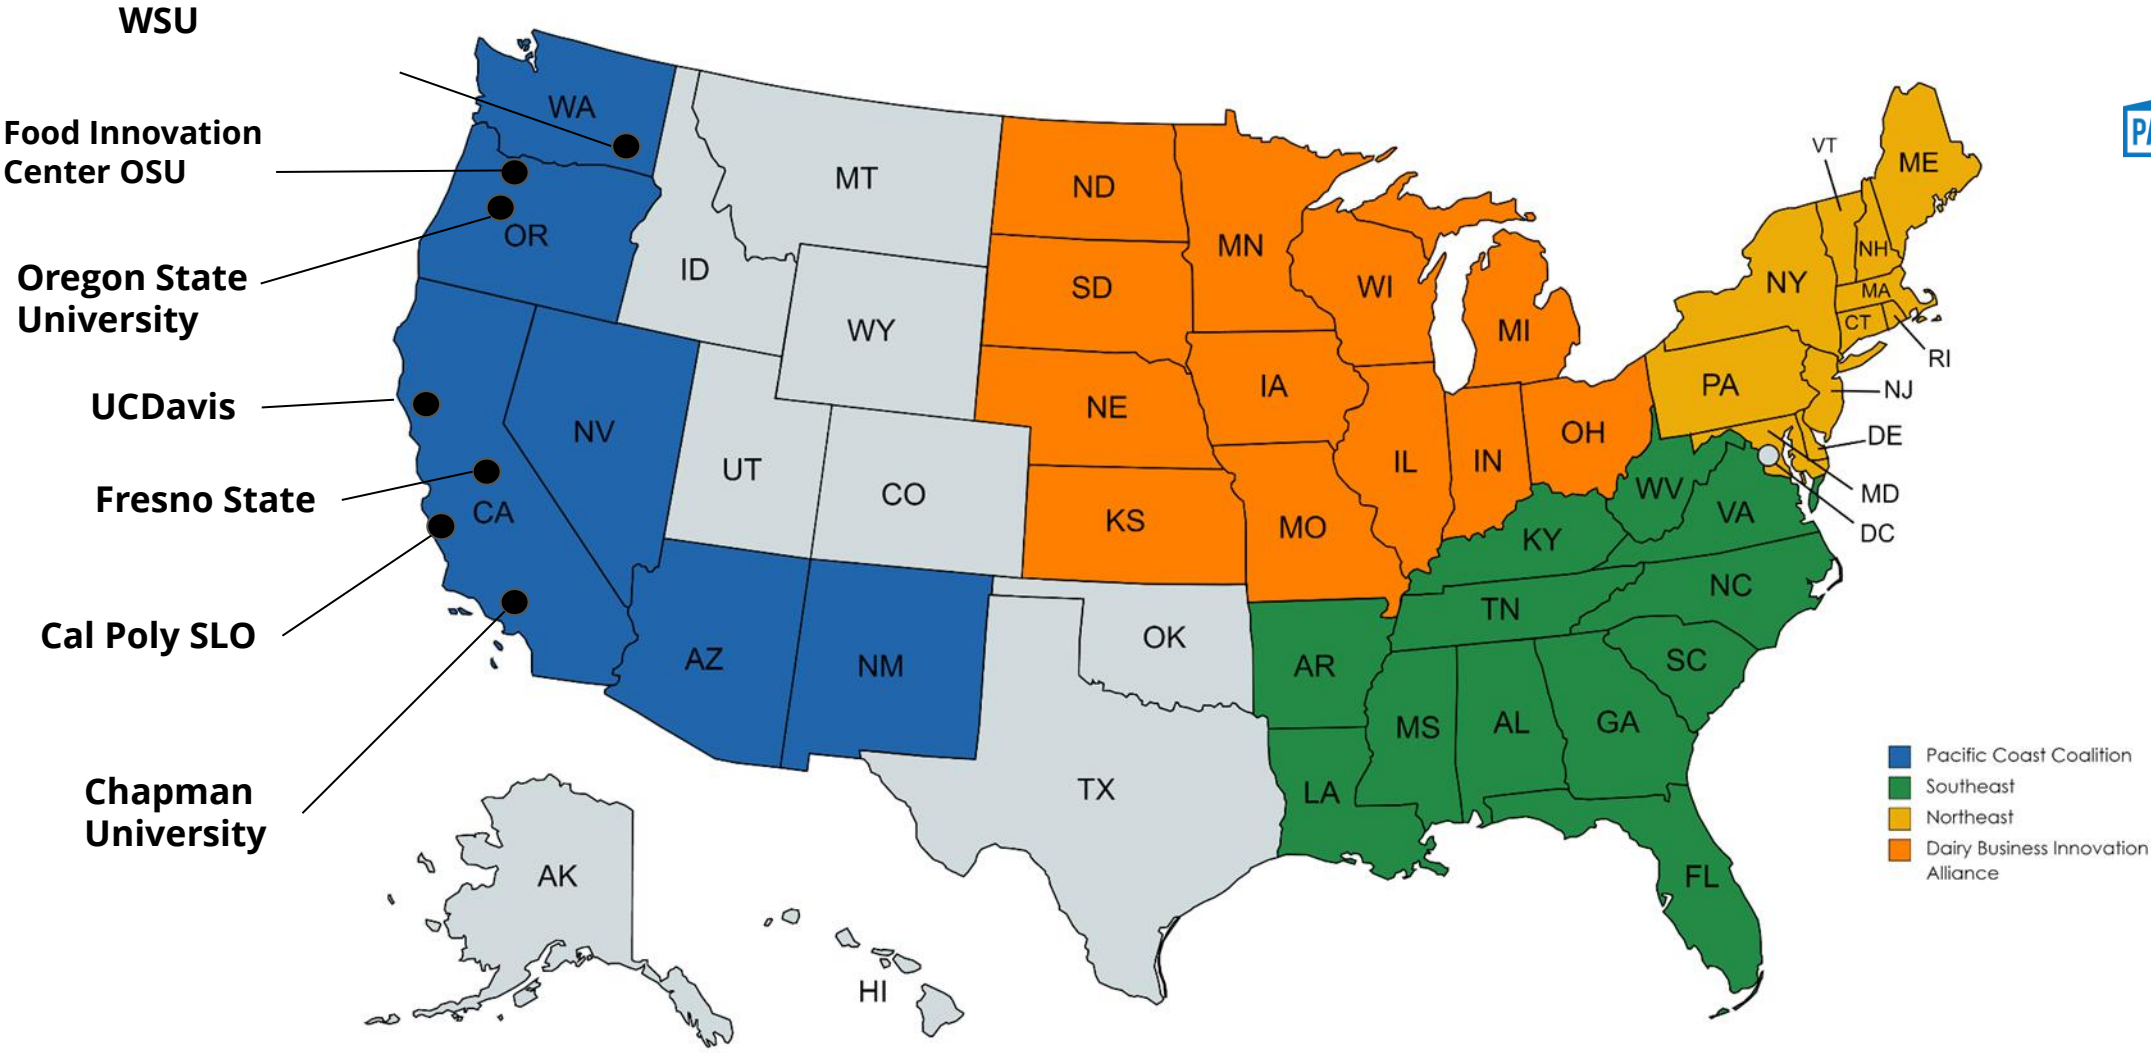 WSU
Food Innovation
Center OSU
Oregon State
University
UCDavis
Fresno State
Cal Poly SLO
Chapman
University
WA
OR
CA
NV
ID
MT
WY
UT
CO
AZ
NM
ND
SD
NE
KS
OK
TX
MN
IA
MO
WI
IL
IN
MI
OH
AR
LA
MS
AL
GA
FL
TN
KY
WV
VA
NC
SC
PA
NY
VT
NH
ME
MA
CT
RI
NJ
DE
MD
DC
AK
HI
Pacific Coast Coalition
Southeast
Northeast
Dairy Business Innovation
Alliance